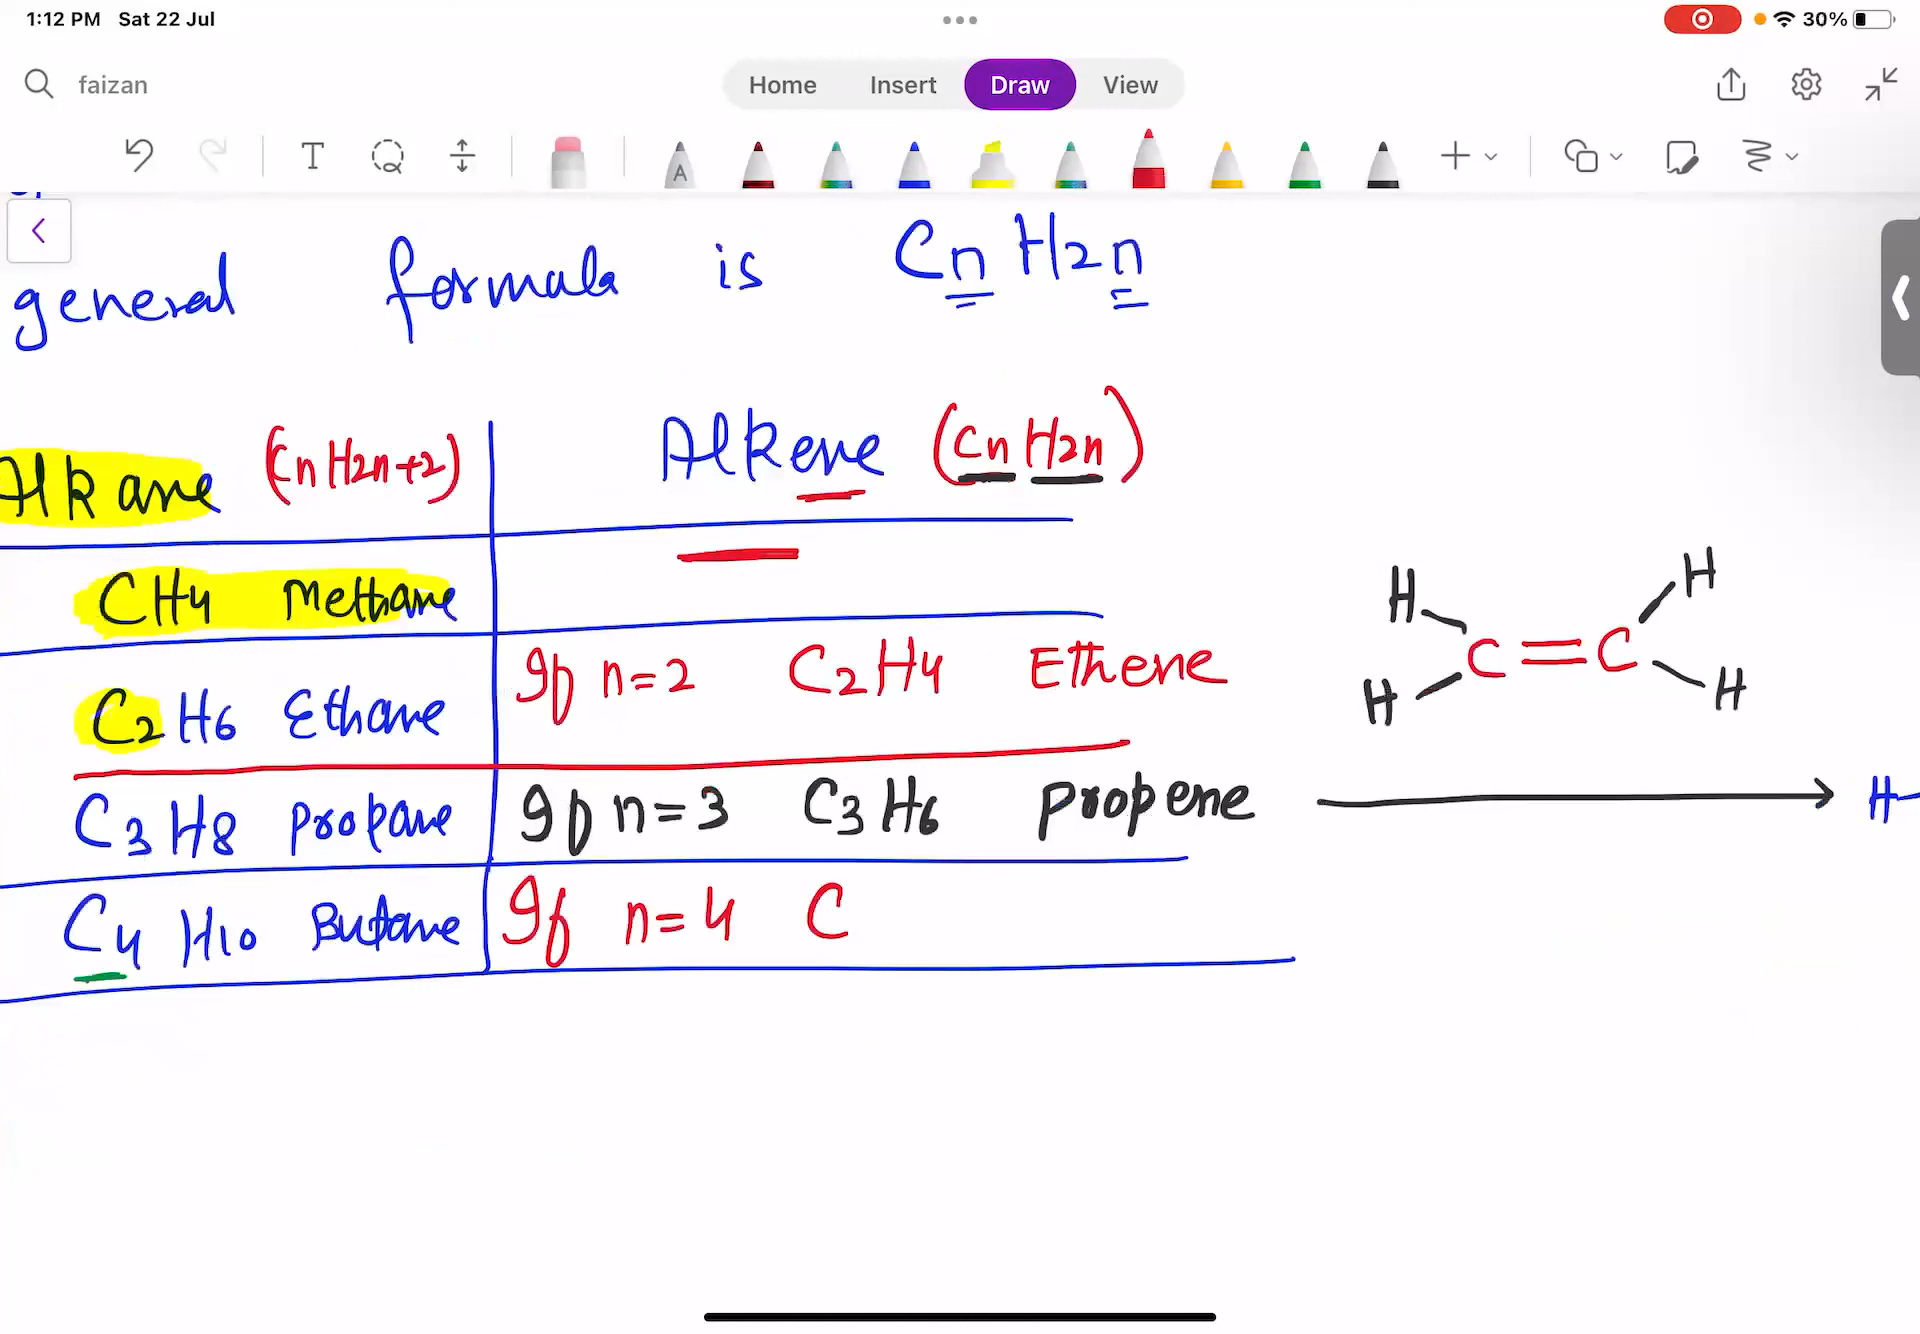 1:12 PM Sat 22 Jul
30%
faizan
Home Insert Draw View
T
A
general formula is CnH2n
Alkane (CnH2n+2) Alkene (CnH2n)
CH4 Methane
C2H6 Ethane If n=2 C2H4 Ethene
H H
C=C
H H
C3H8 Propane If n=3 C3H6 propene H
C4H10 Butane If n=4 C